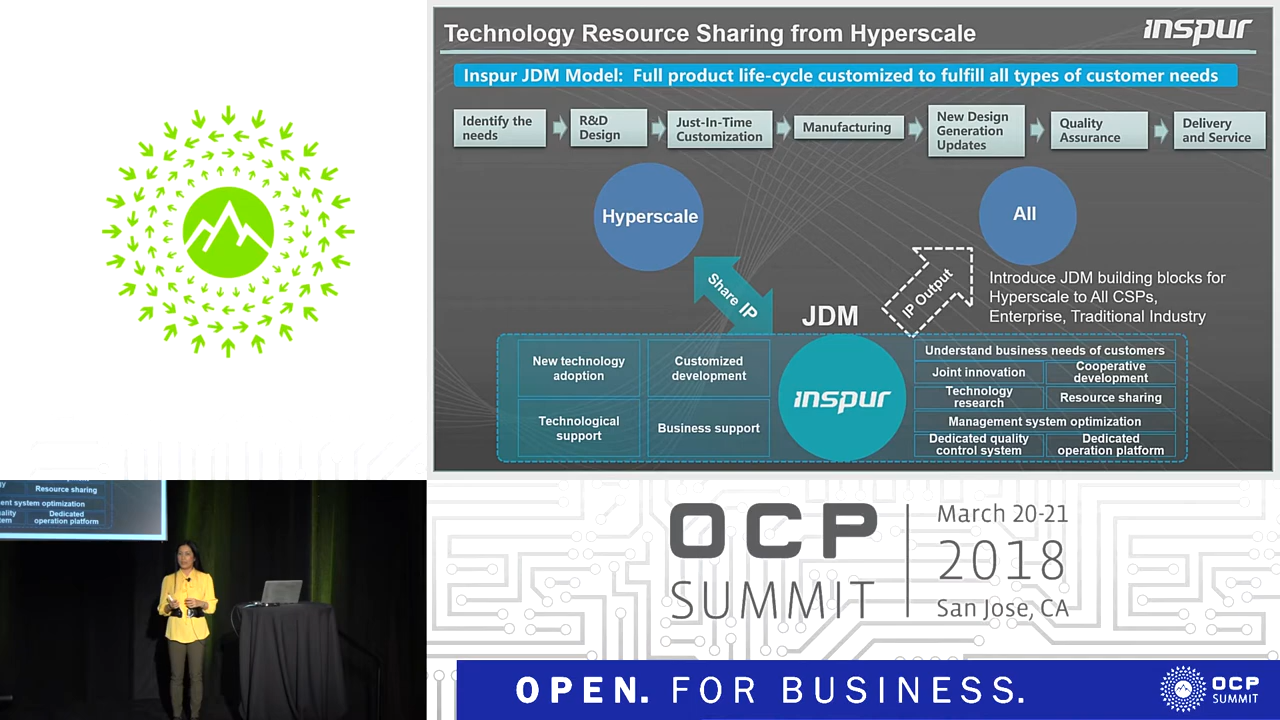 Technology Resource Sharing from Hyperscale
inspur
Inspur JDM Model: Full product life-cycle customized to fulfill all types of customer needs
Identify the
needs
R&D
Design
Just-In-Time
Customization
Manufacturing
New Design
Generation
Updates
Quality
Assurance
Delivery
and Service
Hyperscale
All
Share IP
IP Output
JDM
Introduce JDM building blocks for
Hyperscale to All CSPs,
Enterprise, Traditional Industry
New technology
adoption
Customized
development
Technological
support
Business support
inspur
Understand business needs of customers
Joint innovation
Cooperative
development
Technology
research
Resource sharing
Management system optimization
Dedicated quality
control system
Dedicated
operation platform
Resource sharing
ent system optimization
ality
tem
Dedicated
operation platform
OCP
SUMMIT
March 20-21
2018
San Jose, CA
OPEN. FOR BUSINESS.
OCP
SUMMIT